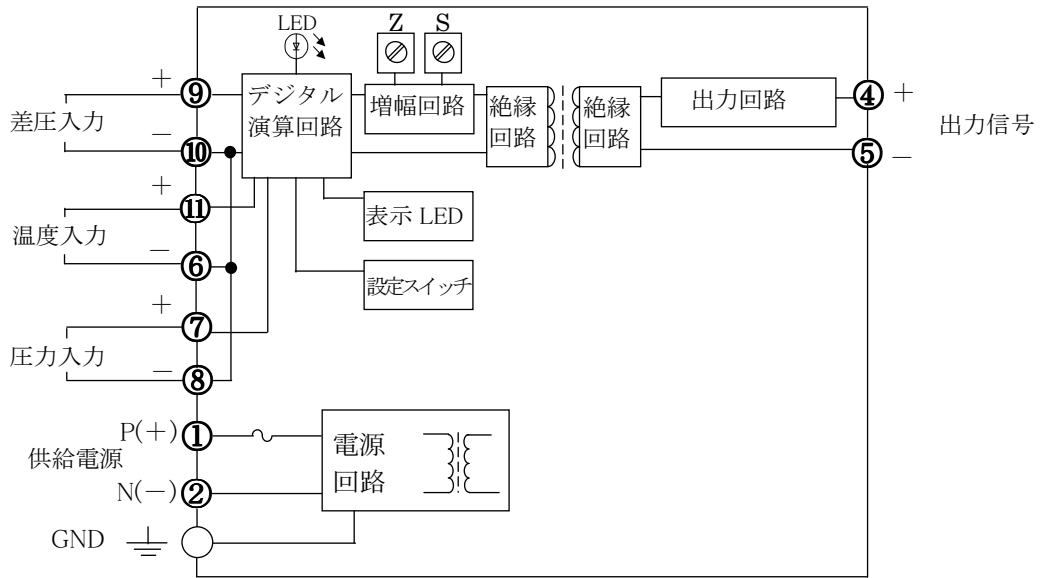 LED
Z S
+
⑨
デジタル
演算回路
増幅回路
絶縁
回路
絶縁
回路
出力回路
④
+
差圧入力
−
⑩
⑤
−
出力信号
+
⑪
表示 LED
温度入力
−
⑥
設定スイッチ
+
⑦
圧力入力
−
⑧
P(+)
①
電源
回路
供給電源
N(−)
②
GND